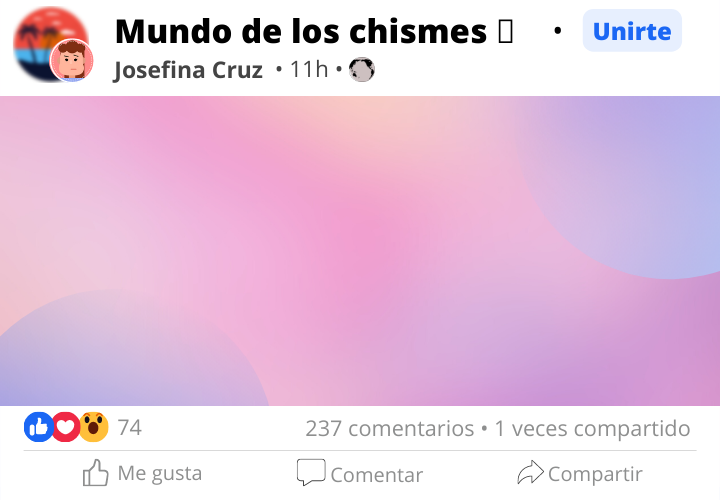 Mundo de los chismes
• Unirte
Josefina Cruz • 11h •
74
237 comentarios • 1 veces compartido
Me gusta
Comentar
Compartir